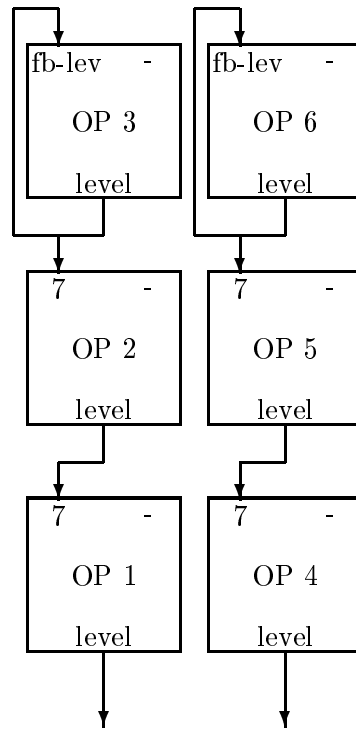 fb-lev -
OP 3
level
fb-lev -
OP 6
level
7 -
OP 2
level
7 -
OP 5
level
7 -
OP 1
level
7 -
OP 4
level